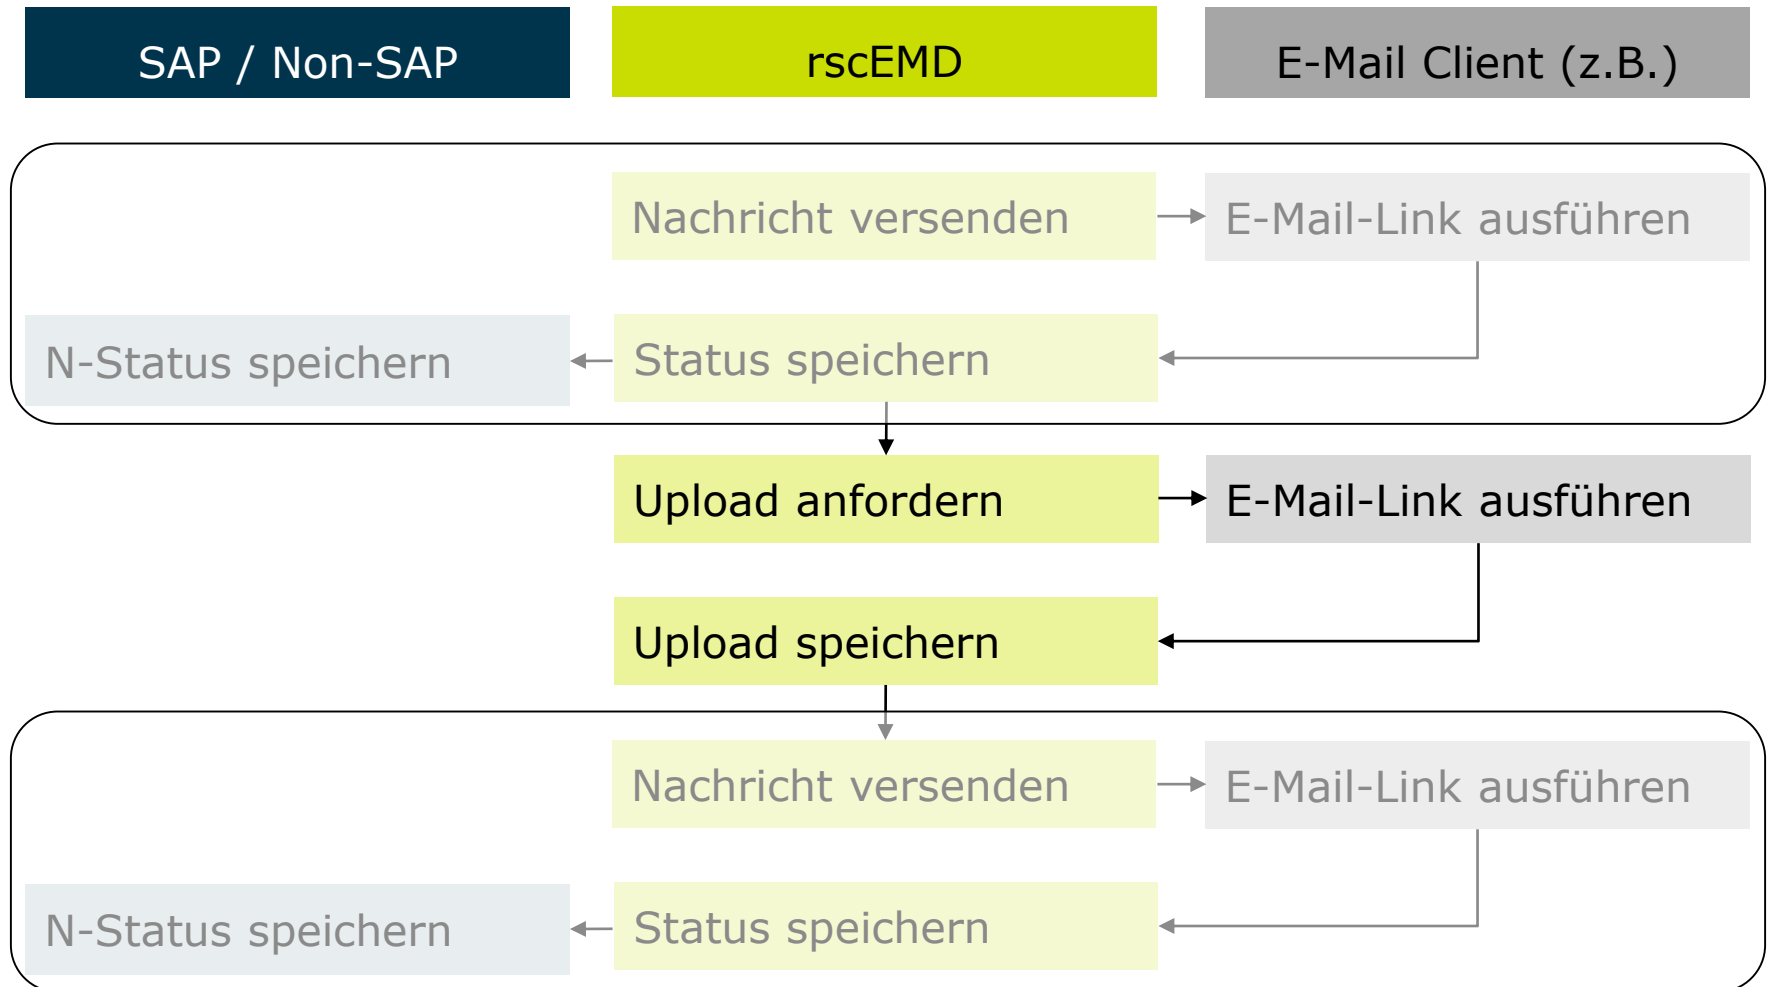 SAP / Non-SAP
rscEMD
E-Mail Client (z.B.)
Nachricht versenden
E-Mail-Link ausführen
N-Status speichern
Status speichern
Upload anfordern
E-Mail-Link ausführen
Upload speichern
Nachricht versenden
E-Mail-Link ausführen
N-Status speichern
Status speichern